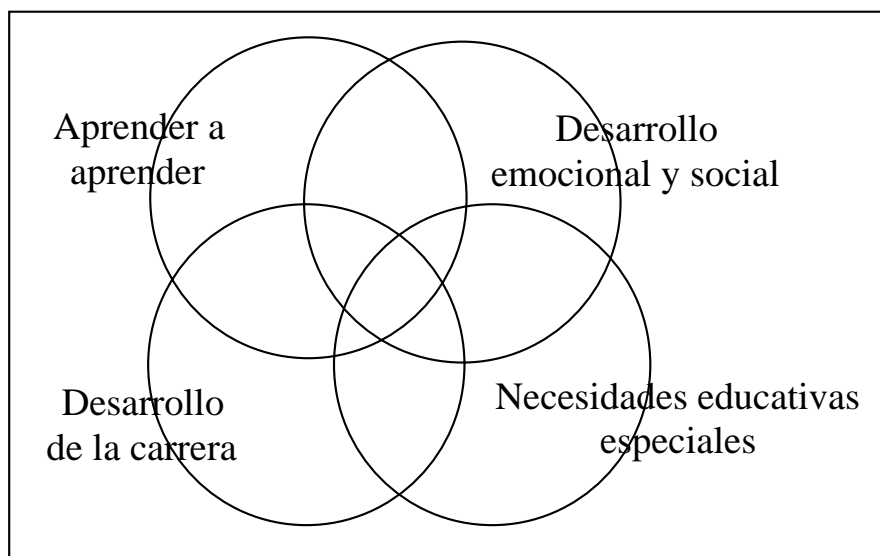 Aprender a
aprender
Desarrollo
emocional y social
Desarrollo
de la carrera
Necesidades educativas
especiales